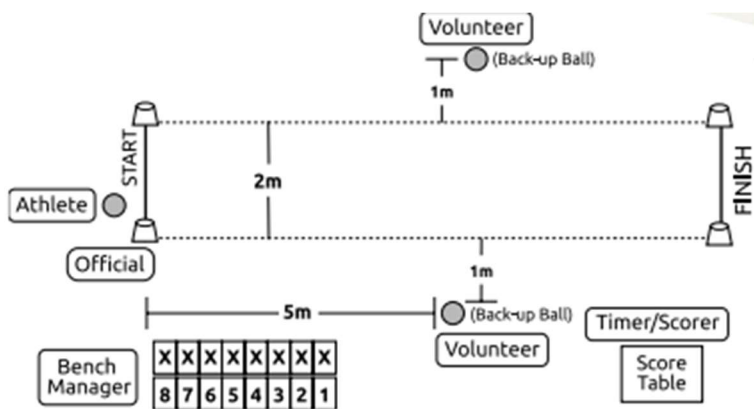 Volunteer
(Back-up Ball)
1m
START
2m
FINISH
Athlete
Official
1m
5m
(Back-up Ball)
Volunteer
Timer/Scorer
Bench
Manager
X X X X X X X X
8 7 6 5 4 3 2 1
Score
Table